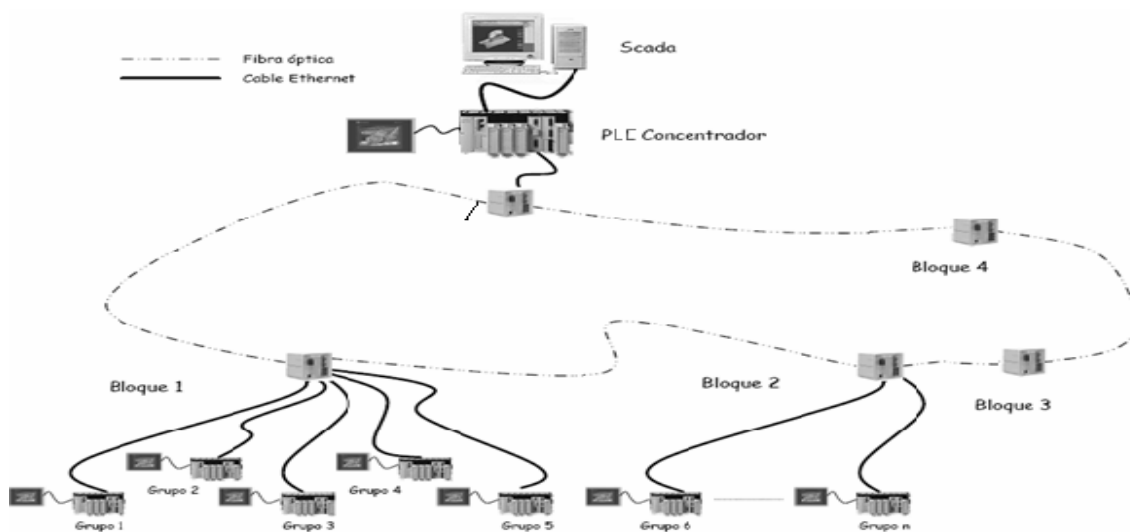 Fibra óptica
Cable Ethernet
Scada
PLC Concentrador
Bloque 4
Bloque 1
Bloque 2
Bloque 3
Grupo 2
Grupo 4
Grupo 1
Grupo 3
Grupo 5
Grupo 6
Grupo n